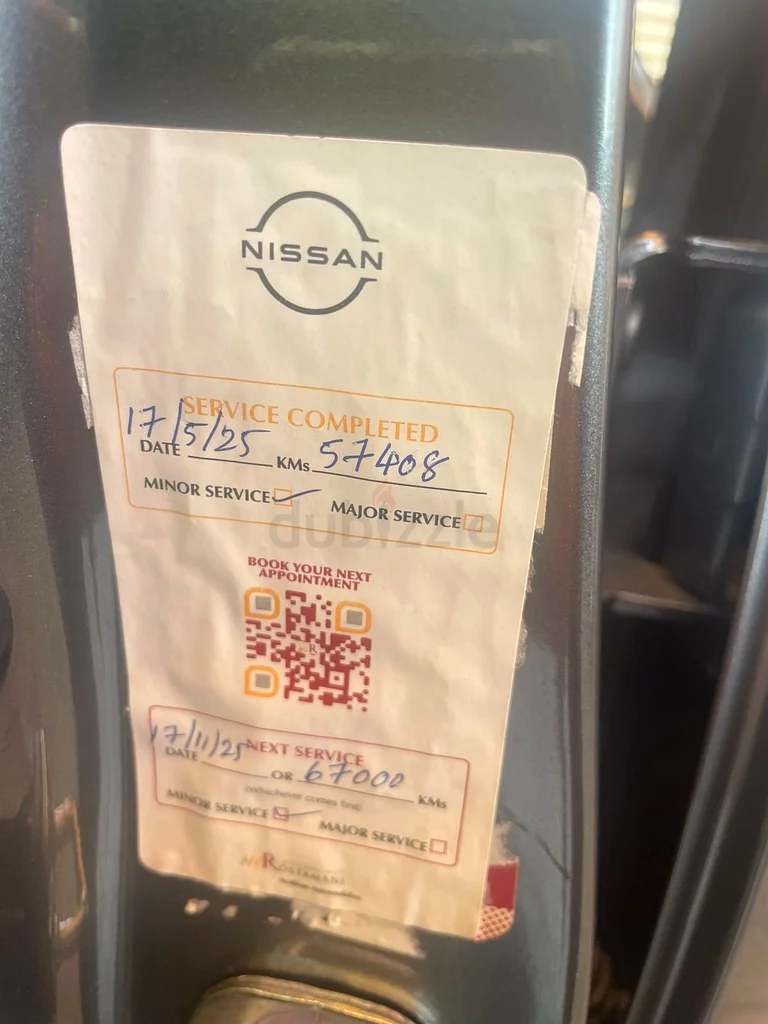 NISSAN
SERVICE COMPLETED
17/5/25 57408
DATE KMs
MINOR SERVICE MAJOR SERVICE
dubizzle
BOOK YOUR NEXT
APPOINTMENT
R
NEXT SERVICE
17/11/25 67000
DATE OR KMs
(whichever comes first)
MINOR SERVICE MAJOR SERVICE
ROSTAMANI